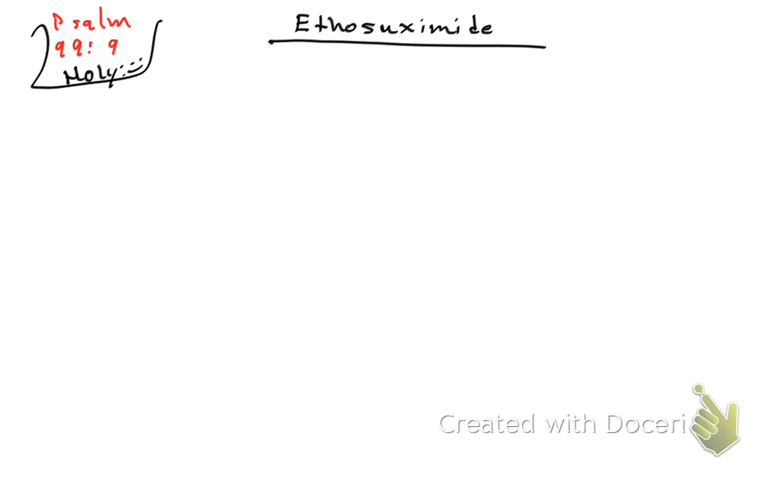 Psalm
99:9
Holy:=
Ethosuximide
Created with Doceri